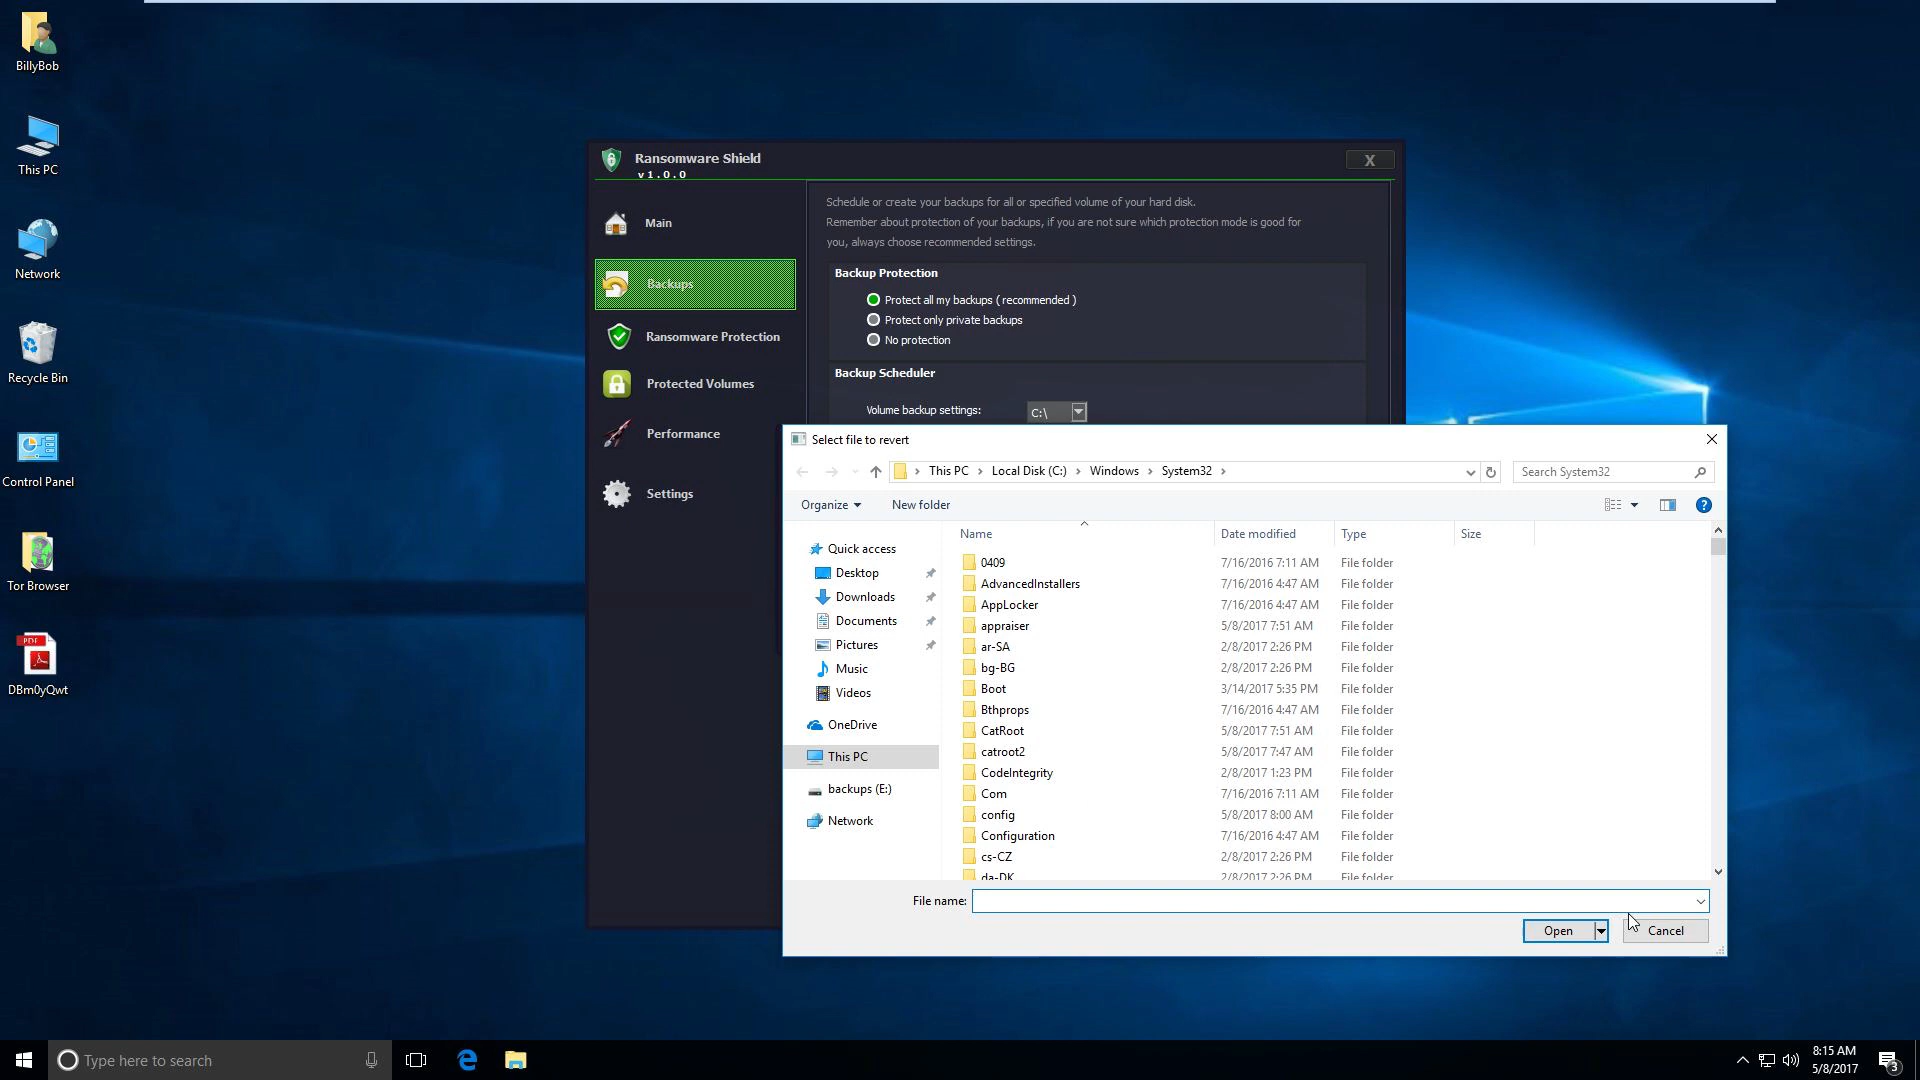 BillyBob
This PC
Network
Recycle Bin
Control Panel
Tor Browser
PDF
DBm0yQwt
Ransomware Shield
v1.0.0
X
Main
Backups
Ransomware Protection
Protected Volumes
Performance
Settings
Schedule or create your backups for all or specified volume of your hard disk.
Remember about protection of your backups, if you are not sure which protection mode is good for
you, always choose recommended settings.
Backup Protection
Protect all my backups ( recommended )
Protect only private backups
No protection
Backup Scheduler
Volume backup settings: C:\
Select file to revert
This PC > Local Disk (C:) > Windows > System32 >
Search System32
Organize New folder
Quick access
Desktop
Downloads
Documents
Pictures
Music
Videos
OneDrive
This PC
backups (E:)
Network
Name Date modified Type Size
0409 7/16/2016 7:11 AM File folder
AdvancedInstallers 7/16/2016 4:47 AM File folder
AppLocker 7/16/2016 4:47 AM File folder
appraiser 5/8/2017 7:51 AM File folder
ar-SA 2/8/2017 2:26 PM File folder
bg-BG 2/8/2017 2:26 PM File folder
Boot 3/14/2017 5:35 PM File folder
Bthprops 7/16/2016 4:47 AM File folder
CatRoot 5/8/2017 7:51 AM File folder
catroot2 5/8/2017 7:47 AM File folder
CodeIntegrity 2/8/2017 1:23 PM File folder
Com 7/16/2016 7:11 AM File folder
config 5/8/2017 8:00 AM File folder
Configuration 7/16/2016 4:47 AM File folder
cs-CZ 2/8/2017 2:26 PM File folder
da-DK 2/8/2017 2:26 PM File folder
File name:
Open Cancel
Type here to search
8:15 AM
5/8/2017
3